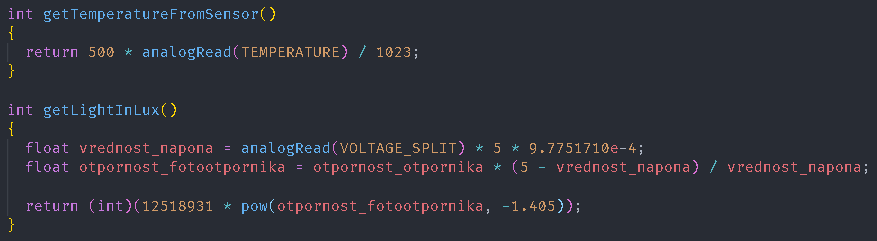 int getTemperatureFromSensor()
{
  return 500 * analogRead(TEMPERATURE) / 1023;
}

int getLightInLux()
{
  float vrednost_napona = analogRead(VOLTAGE_SPLIT) * 5 * 9.7751710e-4;
  float otpornost_fotootpornika = otpornost_otpornika * (5 - vrednost_napona) / vrednost_napona;

  return (int)(12518931 * pow(otpornost_fotootpornika, -1.405));
}